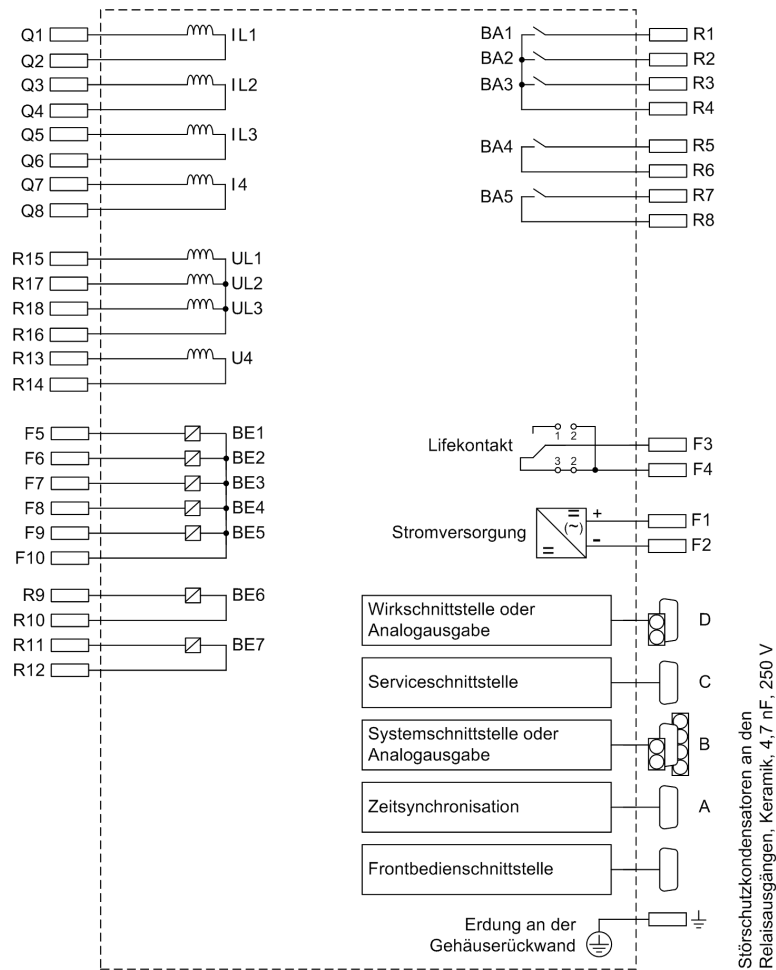 Q1 IL1
Q2
Q3 IL2
Q4
Q5 IL3
Q6
Q7 I4
Q8
R15 UL1
R17 UL2
R18 UL3
R16
R13 U4
R14
F5 BE1
F6 BE2
F7 BE3
F8 BE4
F9 BE5
F10
R9 BE6
R10
R11 BE7
R12
BA1 R1
BA2 R2
BA3 R3
R4
BA4 R5
R6
BA5 R7
R8
Lifekontakt 1 2 F3
3 2 F4
Stromversorgung = (~) = + F1
- F2
Wirkschnittstelle oder
Analogausgabe
D
Serviceschnittstelle C
Systemschnittstelle oder
Analogausgabe
B
Zeitsynchronisation A
Frontbedienschnittstelle
Erdung an der
Gehäuserückwand
Störschutzkondensatoren an den
Relaisausgängen, Keramik, 4,7 nF, 250 V